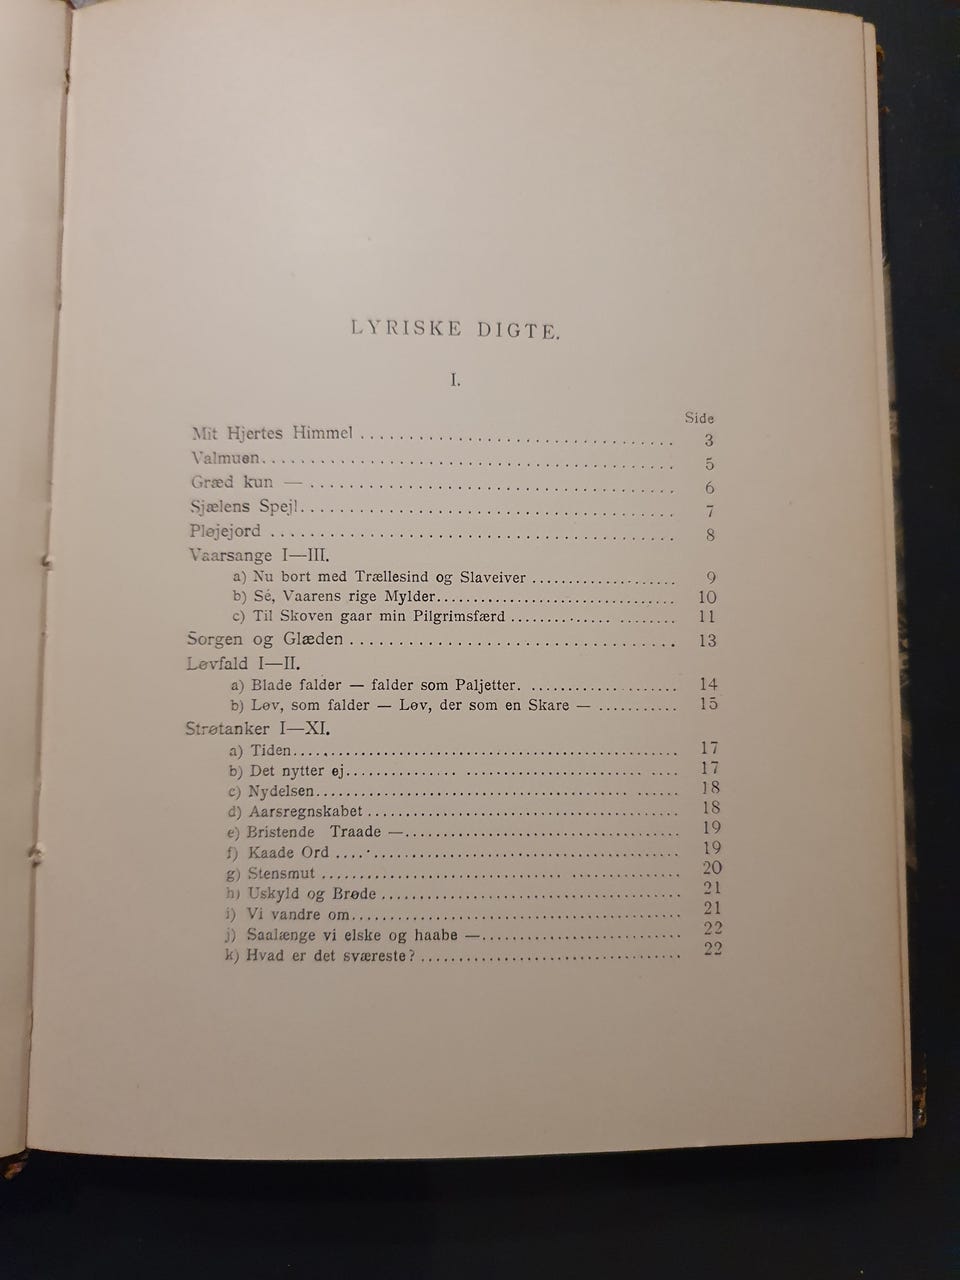 LYRISKE DIGTE.
I.
Side
Mit Hjertes Himmel ........................................ 3
Valmuen........................................ 5
Græd kun — ........................................ 6
Sjælens Spejl........................................ 7
Pløjejord ........................................ 8
Vaarsange I—III.
a) Nu bort med Trællesind og Slaveiver .................... 9
b) Sé, Vaarens rige Mylder................................ 10
c) Til Skoven gaar min Pilgrimsfærd ...................... 11
Sorgen og Glæden ........................................ 13
Løvfald I—II.
a) Blade falder — falder som Paljetter. .................... 14
b) Løv, som falder — Løv, der som en Skare — ........... 15
Strøtanker I—XI.
a) Tiden........................................ 17
b) Det nytter ej........................................ 17
c) Nydelsen........................................ 18
d) Aarsregnskabet ........................................ 18
e) Bristende Traade —........................................ 19
f) Kaade Ord ........................................ 19
g) Stensmut ........................................ 20
h) Uskyld og Brøde ........................................ 21
i) Vi vandre om........................................ 21
j) Saalænge vi elske og haabe —........................... 22
k) Hvad er det sværeste? ................................... 22